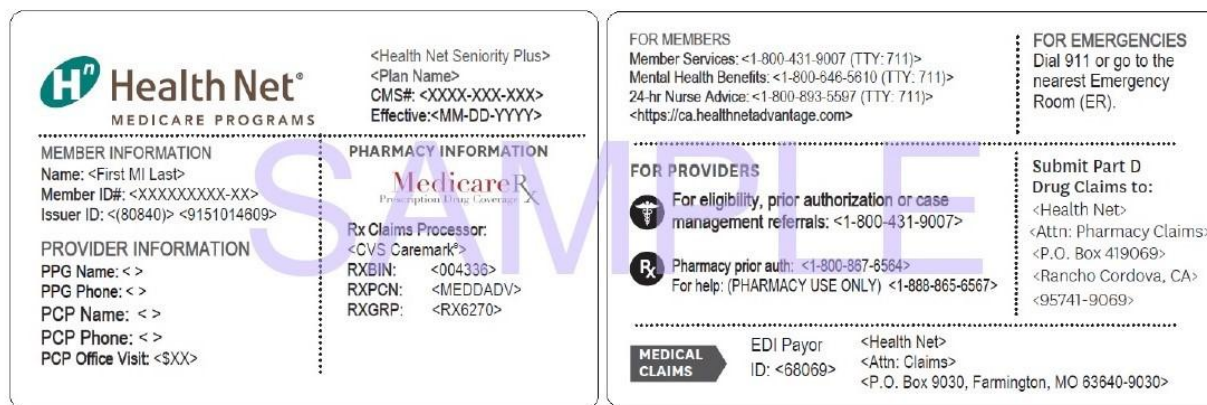 Hn Health Net®
MEDICARE PROGRAMS
<Health Net Seniority Plus>
<Plan Name>
CMS#: <XXXX-XXX-XXX>
Effective:<MM-DD-YYYY>
MEMBER INFORMATION
Name: <First MI Last>
Member ID#: <XXXXXXXXX-XX>
Issuer ID: <(80840)> <9151014609>
PROVIDER INFORMATION
PPG Name: < >
PPG Phone: < >
PCP Name: < >
PCP Phone: < >
PCP Office Visit: <$XX>
PHARMACY INFORMATION
MedicareRx
Prescription Drug Coverage
Rx Claims Processor:
<CVS Caremark®>
RXBIN: <004336>
RXPCN: <MEDDADV>
RXGRP: <RX6270>
SAMPLE
FOR MEMBERS
Member Services: <1-800-431-9007 (TTY: 711)>
Mental Health Benefits: <1-800-646-5610 (TTY: 711)>
24-hr Nurse Advice: <1-800-893-5597 (TTY: 711)>
<https://ca.healthnetadvantage.com>
FOR EMERGENCIES
Dial 911 or go to the
nearest Emergency
Room (ER).
FOR PROVIDERS
For eligibility, prior authorization or case
management referrals: <1-800-431-9007>
Rx
Pharmacy prior auth: <1-800-867-6564>
For help: (PHARMACY USE ONLY) <1-888-865-6567>
Submit Part D
Drug Claims to:
<Health Net>
<Attn: Pharmacy Claims>
<P.O. Box 419069>
<Rancho Cordova, CA>
<95741-9069>
MEDICAL
CLAIMS
EDI Payor
ID: <68069>
<Health Net>
<Attn: Claims>
<P.O. Box 9030, Farmington, MO 63640-9030>